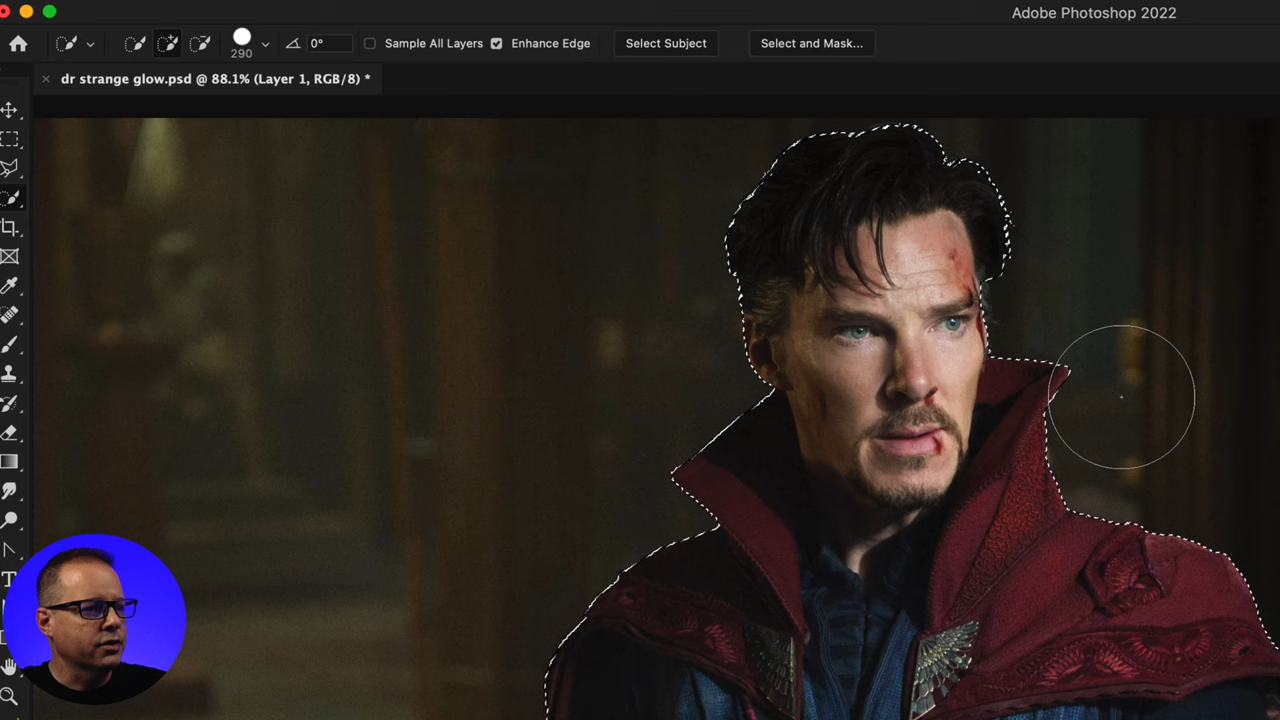 Adobe Photoshop 2022
290
0°
Sample All Layers
Enhance Edge
Select Subject
Select and Mask...
dr strange glow.psd @ 88.1% (Layer 1, RGB/8) *
T